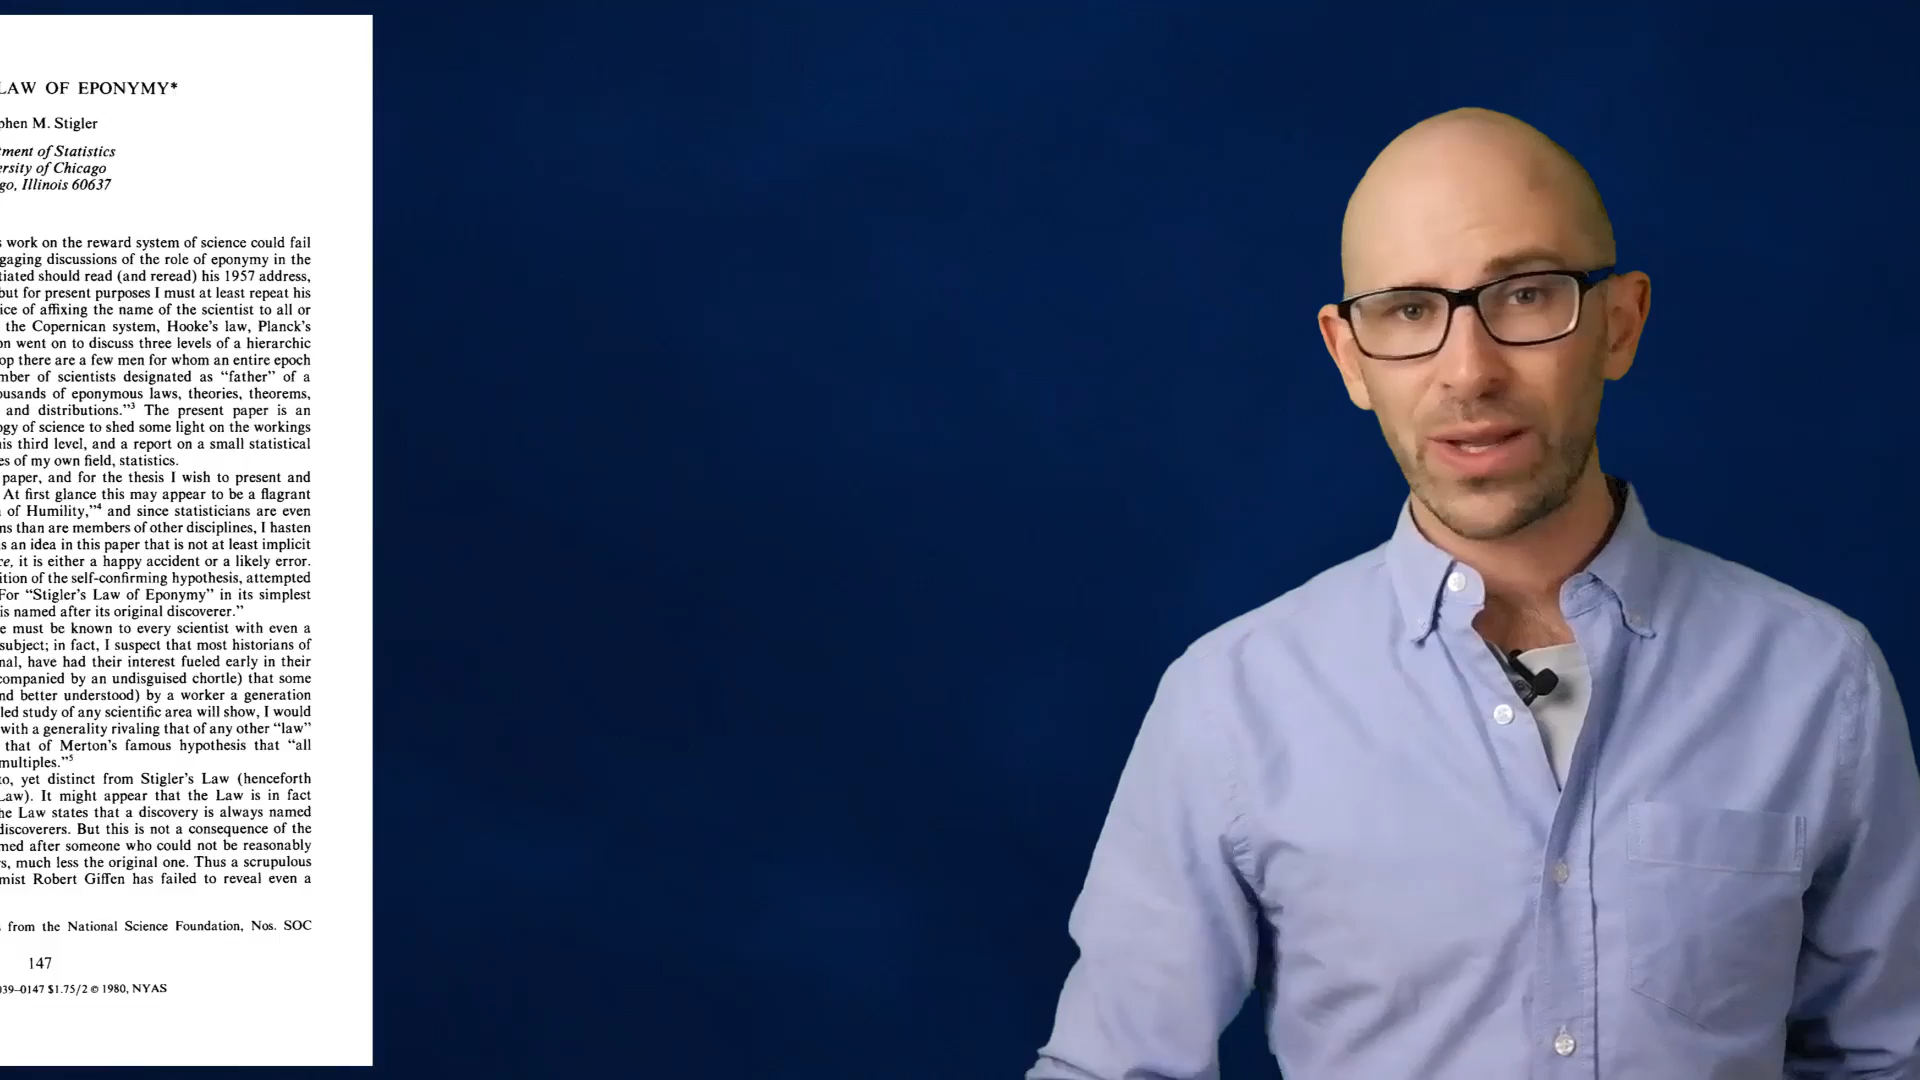 LAW OF EPONYMY*
phen M. Stigler
ment of Statistics
ersity of Chicago
go, Illinois 60637
s work on the reward system of science could fail
gaging discussions of the role of eponymy in the
tiated should read (and reread) his 1957 address,
but for present purposes I must at least repeat his
ice of affixing the name of the scientist to all or
the Copernican system, Hooke's law, Planck's
on went on to discuss three levels of a hierarchic
op there are a few men for whom an entire epoch
mber of scientists designated as “father” of a
ousands of eponymous laws, theories, theorems,
and distributions.”³ The present paper is an
ogy of science to shed some light on the workings
is third level, and a report on a small statistical
es of my own field, statistics.
paper, and for the thesis I wish to present and
At first glance this may appear to be a flagrant
of Humility,”⁴ and since statisticians are even
ns than are members of other disciplines, I hasten
s an idea in this paper that is not at least implicit
re, it is either a happy accident or a likely error.
ition of the self-confirming hypothesis, attempted
For “Stigler's Law of Eponymy” in its simplest
is named after its original discoverer.”
e must be known to every scientist with even a
subject; in fact, I suspect that most historians of
nal, have had their interest fueled early in their
companied by an undisguised chortle) that some
nd better understood) by a worker a generation
led study of any scientific area will show, I would
with a generality rivaling that of any other “law”
that of Merton's famous hypothesis that “all
multiples.”⁵
to, yet distinct from Stigler's Law (henceforth
Law). It might appear that the Law is in fact
he Law states that a discovery is always named
discoverers. But this is not a consequence of the
med after someone who could not be reasonably
s, much less the original one. Thus a scrupulous
mist Robert Giffen has failed to reveal even a
s from the National Science Foundation, Nos. SOC
147
39–0147 $1.75/2 © 1980, NYAS